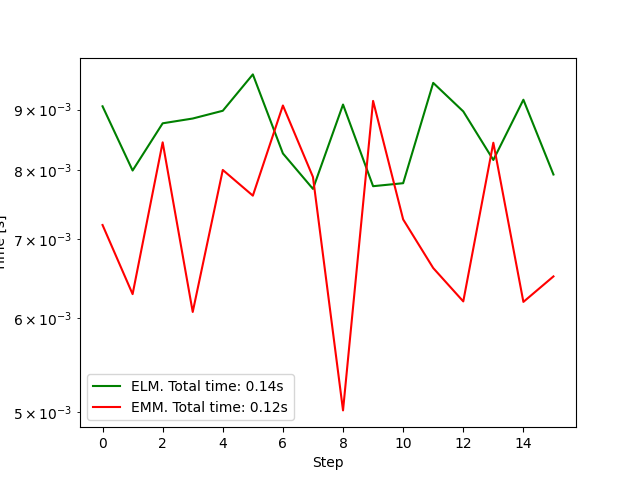 9 × 10⁻³
8 × 10⁻³
7 × 10⁻³
6 × 10⁻³
5 × 10⁻³
[s]
ELM. Total time: 0.14s
EMM. Total time: 0.12s
0 2 4 6 8 10 12 14
Step